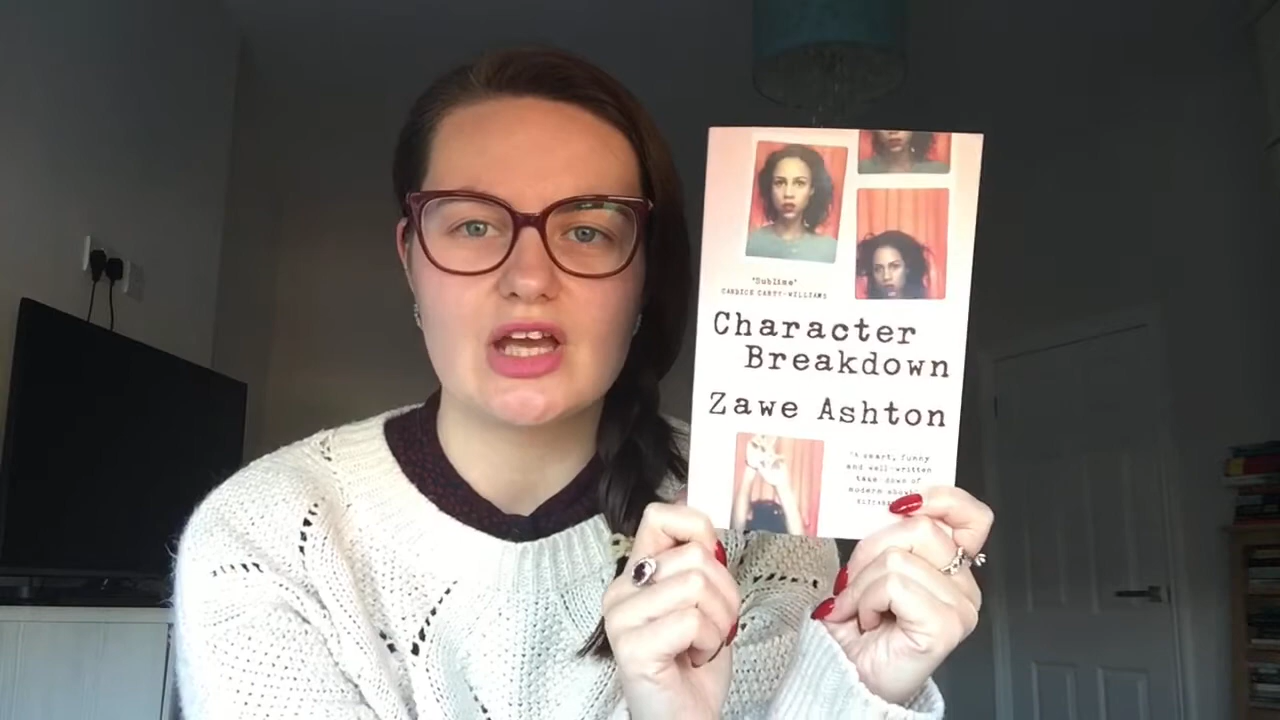 'Sublime'
CANDICE CARTY-WILLIAMS
Character
Breakdown
Zawe Ashton
'A smart, funny
and well-written
take-down of
modern